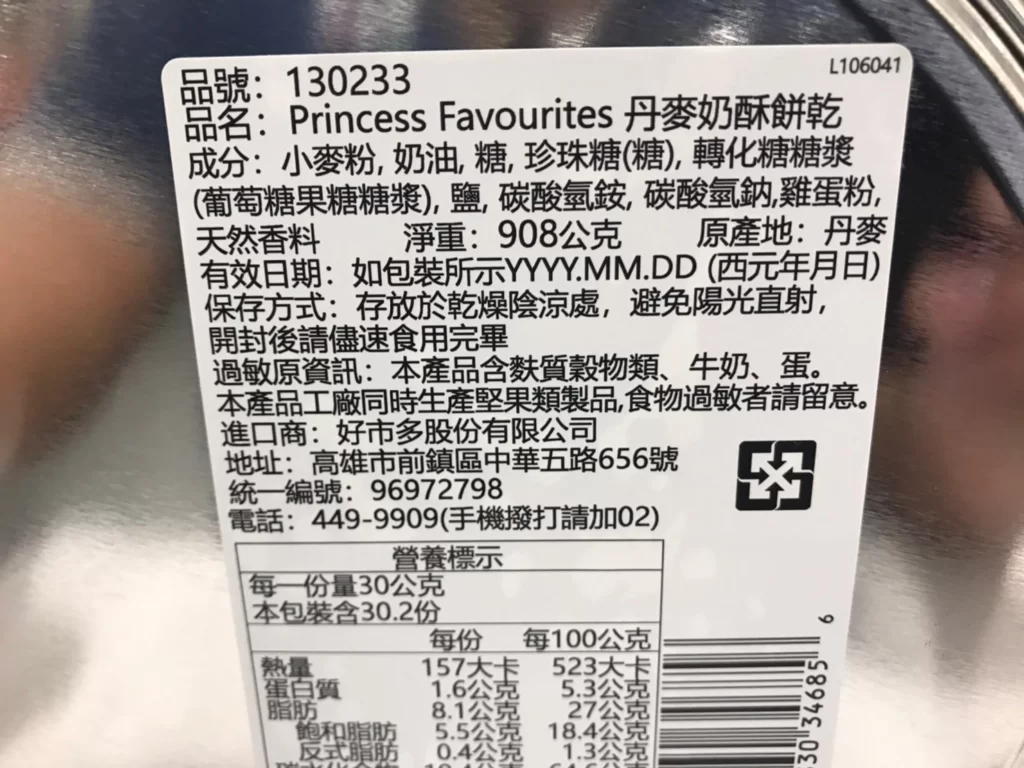 L106041
品號：130233
品名：Princess Favourites 丹麥奶酥餅乾
成分：小麥粉, 奶油, 糖, 珍珠糖(糖), 轉化糖糖漿
(葡萄糖果糖糖漿), 鹽, 碳酸氫銨, 碳酸氫鈉,雞蛋粉,
天然香料 淨重：908公克 原產地：丹麥
有效日期：如包裝所示YYYY.MM.DD (西元年月日)
保存方式：存放於乾燥陰涼處，避免陽光直射，
開封後請儘速食用完畢
過敏原資訊：本產品含麩質穀物類、牛奶、蛋。
本產品工廠同時生產堅果類製品,食物過敏者請留意。
進口商：好市多股份有限公司
地址：高雄市前鎮區中華五路656號
統一編號：96972798
電話：449-9909(手機撥打請加02)
營養標示
每一份量30公克
本包裝含30.2份
每份 每100公克
熱量 157大卡 523大卡
蛋白質 1.6公克 5.3公克
脂肪 8.1公克 27公克
飽和脂肪 5.5公克 18.4公克
反式脂肪 0.4公克 1.3公克
30 34685 6